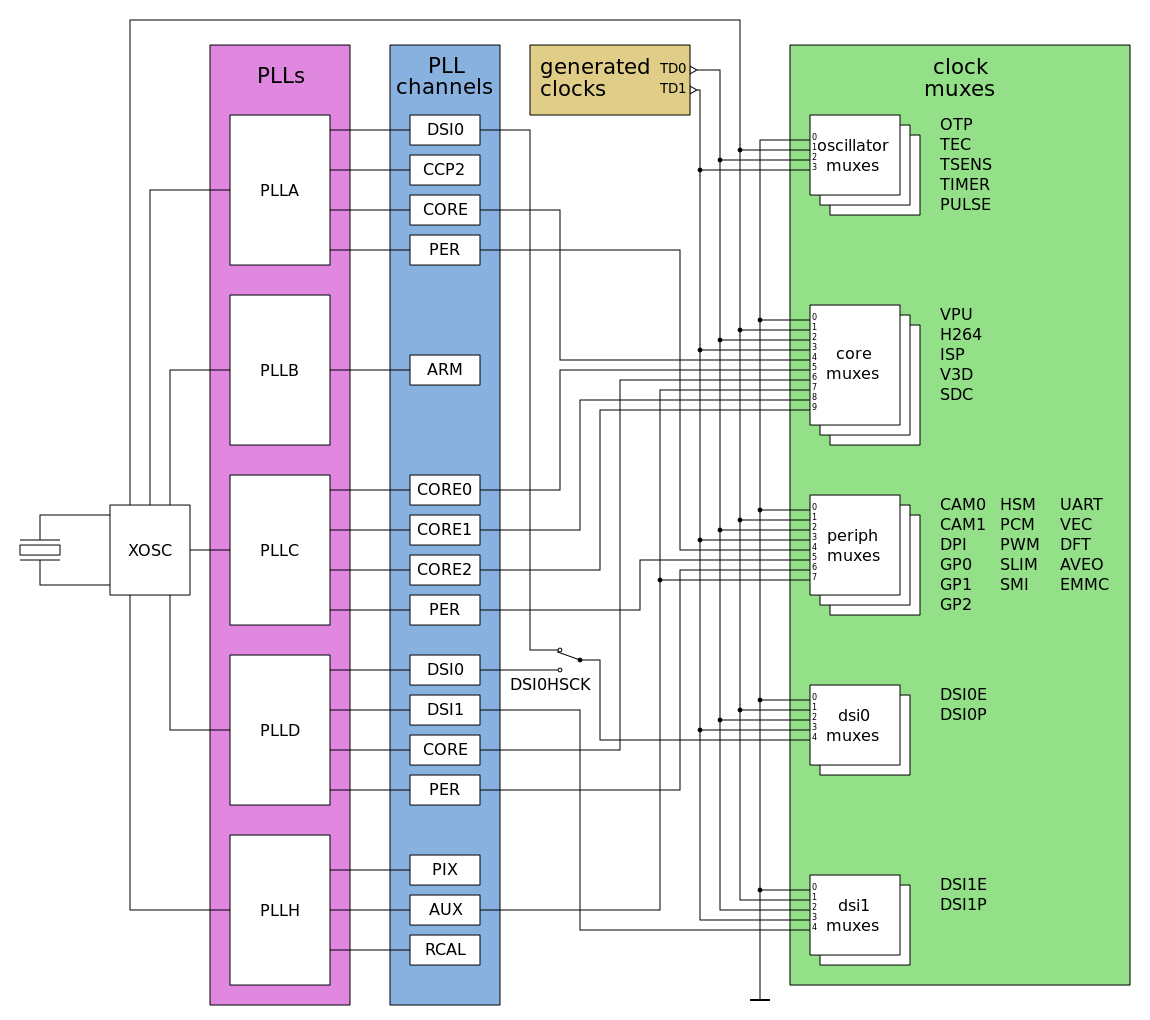 PLLs
PLL
channels
generated
clocks
TD0
TD1
clock
muxes
PLLA
DSI0
CCP2
CORE
PER
PLLB
ARM
XOSC
PLLC
CORE0
CORE1
CORE2
PER
PLLD
DSI0
DSI1
CORE
PER
DSI0HSCK
PLLH
PIX
AUX
RCAL
0
1
2
3
oscillator
muxes
OTP
TEC
TSENS
TIMER
PULSE
0
1
2
3
4
5
6
7
8
9
core
muxes
VPU
H264
ISP
V3D
SDC
0
1
2
3
4
5
6
7
periph
muxes
CAM0 HSM UART
CAM1 PCM VEC
DPI PWM DFT
GP0 SLIM AVEO
GP1 SMI EMMC
GP2
0
1
2
3
4
dsi0
muxes
DSI0E
DSI0P
0
1
2
3
4
dsi1
muxes
DSI1E
DSI1P